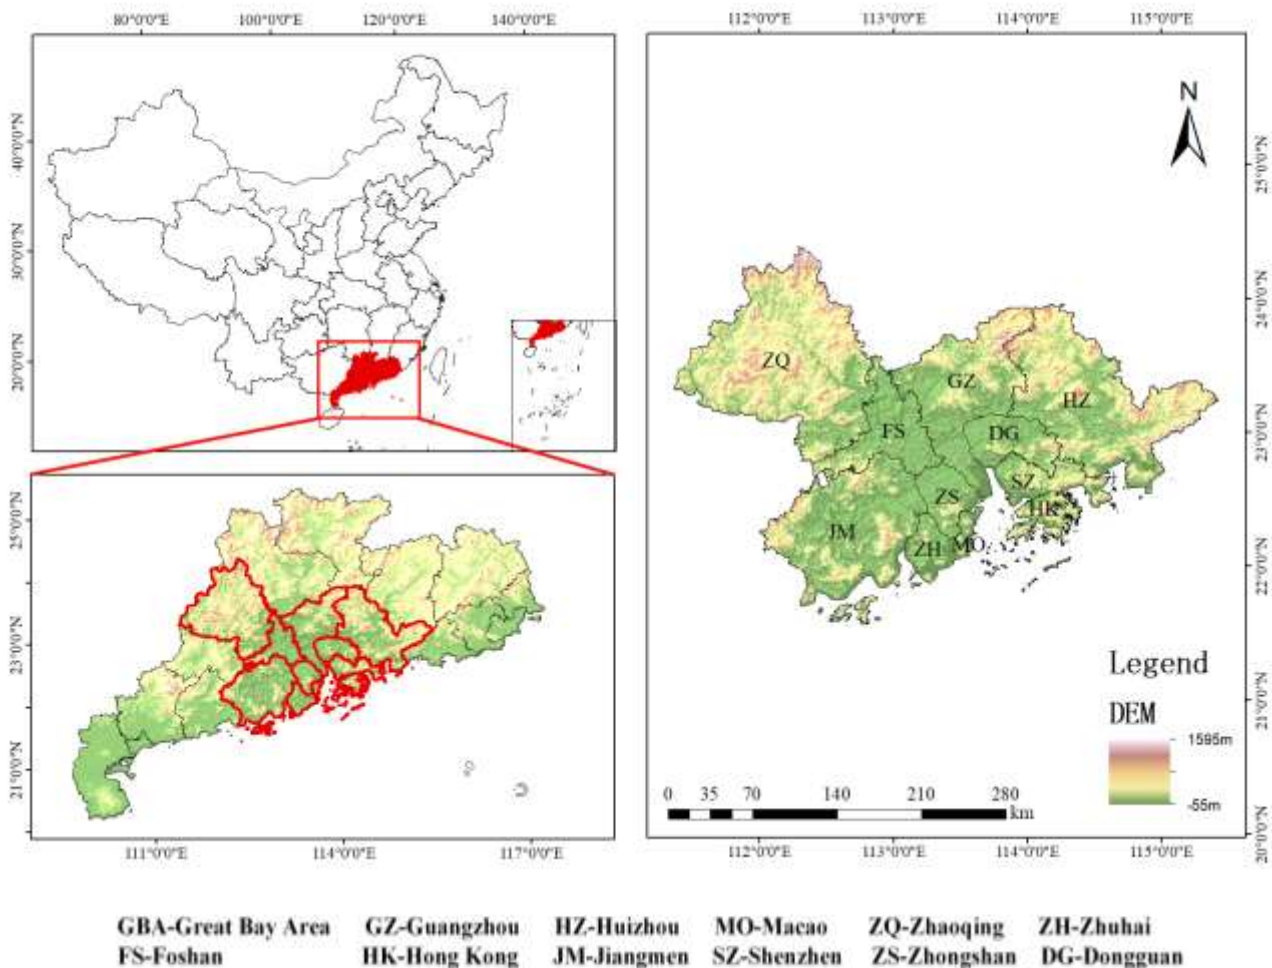 80°0'0"E 100°0'0"E 120°0'0"E 140°0'0"E
112°0'0"E 113°0'0"E 114°0'0"E 115°0'0"E
40°0'0"N
30°0'0"N
20°0'0"N
N
25°0'0"N
24°0'0"N
23°0'0"N
22°0'0"N
21°0'0"N
20°0'0"N
ZQ
GZ
HZ
FS
DG
SZ
ZS
HK
JM
ZH
MO
25°0'0"N
23°0'0"N
21°0'0"N
Legend
DEM
1595m
-55m
0 35 70 140 210 280
km
111°0'0"E 114°0'0"E 117°0'0"E
112°0'0"E 113°0'0"E 114°0'0"E 115°0'0"E
GBA-Great Bay Area GZ-Guangzhou HZ-Huizhou MO-Macao ZQ-Zhaoqing ZH-Zhuhai
FS-Foshan HK-Hong Kong JM-Jiangmen SZ-Shenzhen ZS-Zhongshan DG-Dongguan